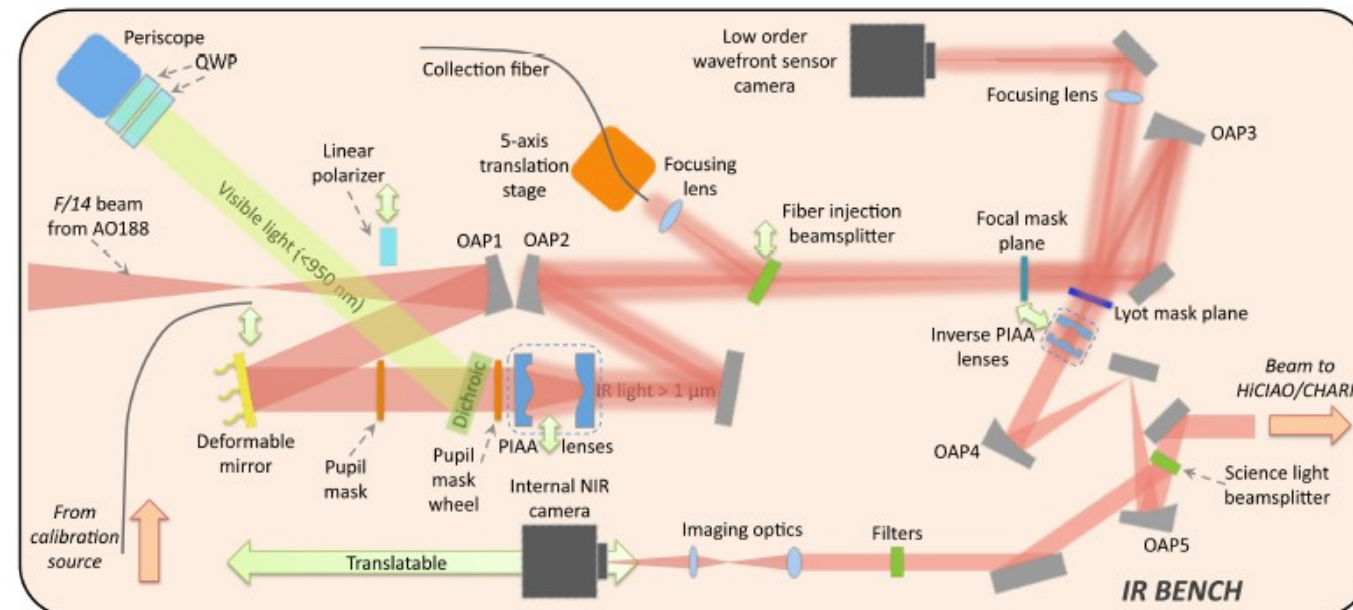 Periscope
QWP
Collection fiber
Low order
wavefront sensor
camera
Focusing lens
OAP3
5-axis
translation
stage
Focusing
lens
Linear
polarizer
F/14 beam
from AO188
Visible light (<950 nm)
OAP1
OAP2
Fiber injection
beamsplitter
Focal mask
plane
Lyot mask plane
Inverse PIAA
lenses
Dichroic
IR light > 1 μm
Beam to
HiCIAO/CHARI
Deformable
mirror
Pupil
mask
Pupil
mask
wheel
PIAA lenses
OAP4
Science light
beamsplitter
Internal NIR
camera
From
calibration
source
Translatable
Imaging optics
Filters
OAP5
IR BENCH